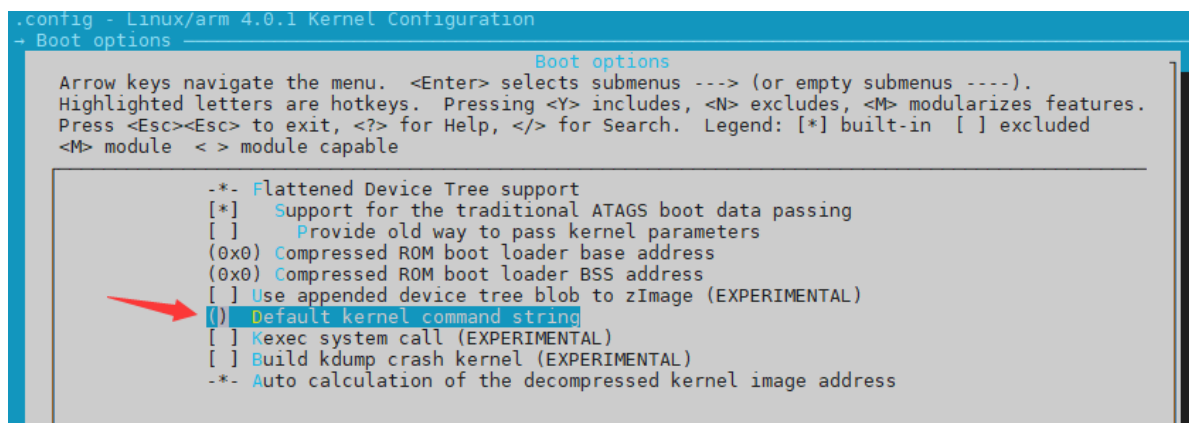 .config - Linux/arm 4.0.1 Kernel Configuration
→ Boot options
Boot options
Arrow keys navigate the menu.  <Enter> selects submenus ---> (or empty submenus ----).
Highlighted letters are hotkeys.  Pressing <Y> includes, <N> excludes, <M> modularizes features.
Press <Esc><Esc> to exit, <?> for Help, </> for Search.  Legend: [*] built-in  [ ] excluded
<M> module  < > module capable
-*- Flattened Device Tree support
[*]   Support for the traditional ATAGS boot data passing
[ ]     Provide old way to pass kernel parameters
(0x0) Compressed ROM boot loader base address
(0x0) Compressed ROM boot loader BSS address
[ ] Use appended device tree blob to zImage (EXPERIMENTAL)
()  Default kernel command string
[ ] Kexec system call (EXPERIMENTAL)
[ ] Build kdump crash kernel (EXPERIMENTAL)
-*- Auto calculation of the decompressed kernel image address